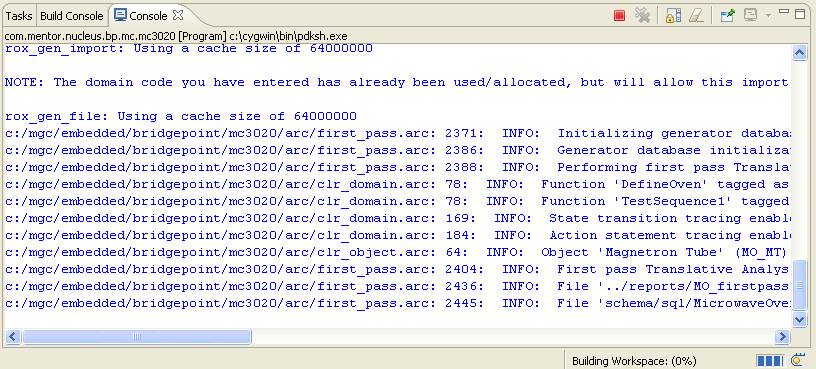 Tasks Build Console Console
com.mentor.nucleus.bp.mc.mc3020 [Program] c:\cygwin\bin\pdksh.exe
rox_gen_import: Using a cache size of 64000000
NOTE: The domain code you have entered has already been used/allocated, but will allow this import
rox_gen_file: Using a cache size of 64000000
c:/mgc/embedded/bridgepoint/mc3020/arc/first_pass.arc: 2371:  INFO:  Initializing generator databas
c:/mgc/embedded/bridgepoint/mc3020/arc/first_pass.arc: 2386:  INFO:  Generator database initializat
c:/mgc/embedded/bridgepoint/mc3020/arc/first_pass.arc: 2388:  INFO:  Performing first pass Translat
c:/mgc/embedded/bridgepoint/mc3020/arc/clr_domain.arc: 78:  INFO:  Function 'DefineOven' tagged as
c:/mgc/embedded/bridgepoint/mc3020/arc/clr_domain.arc: 78:  INFO:  Function 'TestSequence1' tagged
c:/mgc/embedded/bridgepoint/mc3020/arc/clr_domain.arc: 169:  INFO:  State transition tracing enable
c:/mgc/embedded/bridgepoint/mc3020/arc/clr_domain.arc: 184:  INFO:  Action statement tracing enable
c:/mgc/embedded/bridgepoint/mc3020/arc/clr_object.arc: 64:  INFO:  Object 'Magnetron Tube' (MO_MT)
c:/mgc/embedded/bridgepoint/mc3020/arc/first_pass.arc: 2404:  INFO:  First pass Translative Analys
c:/mgc/embedded/bridgepoint/mc3020/arc/first_pass.arc: 2436:  INFO:  File '../reports/MO_firstpass
c:/mgc/embedded/bridgepoint/mc3020/arc/first_pass.arc: 2445:  INFO:  File 'schema/sql/MicrowaveOve
Building Workspace: (0%)